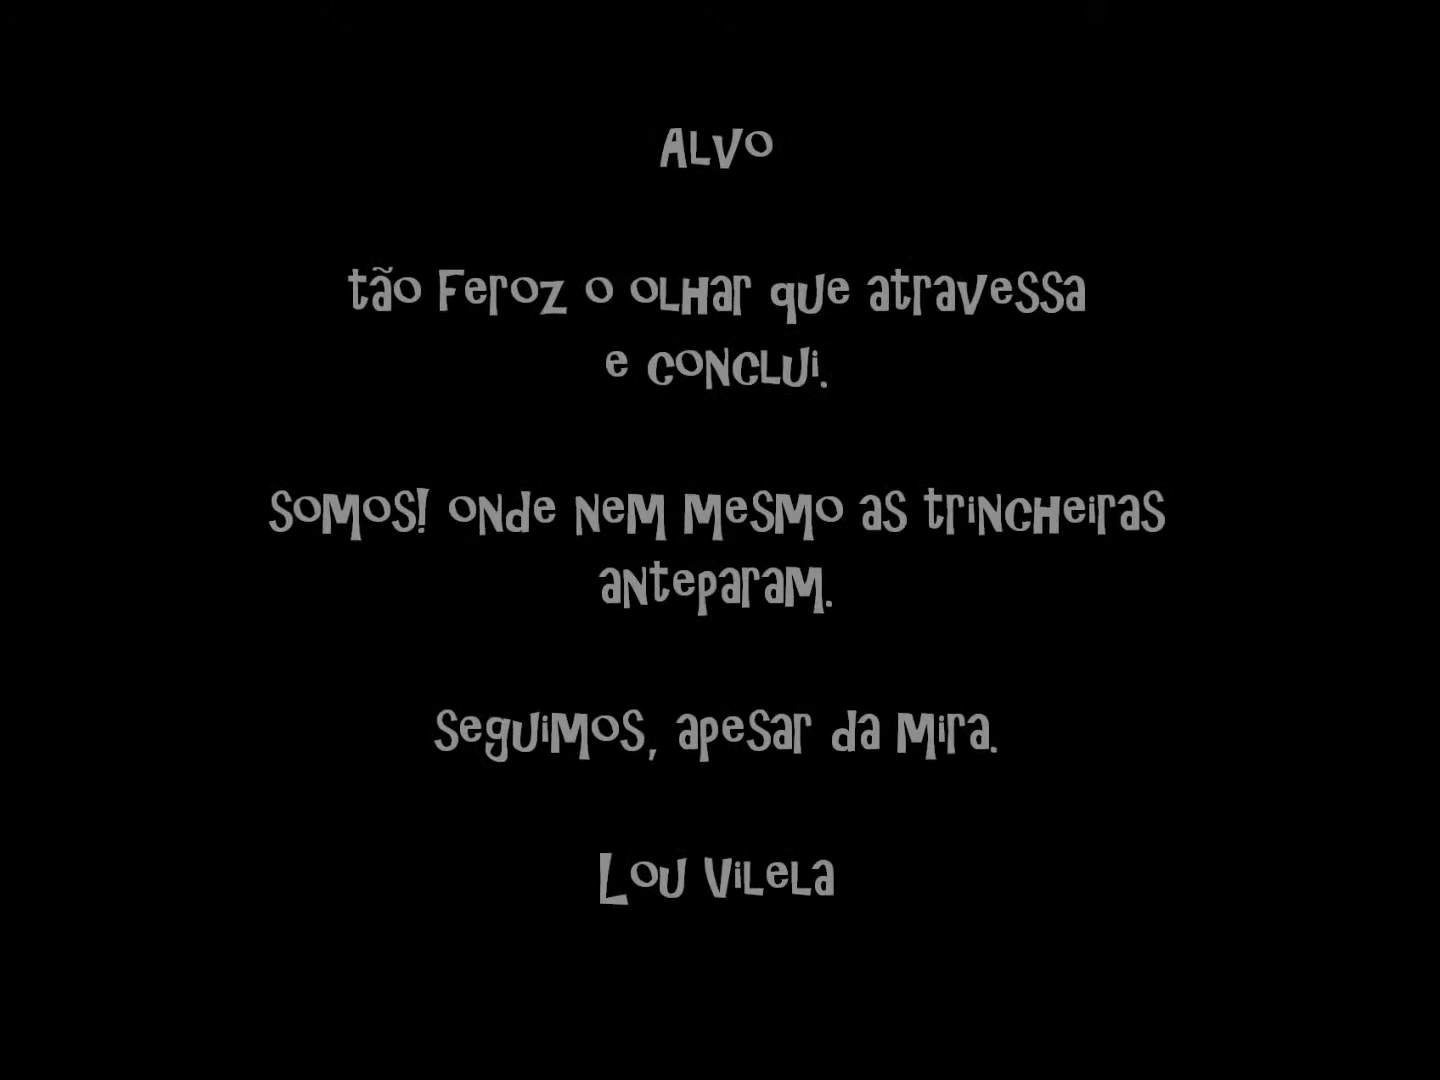 ALVO
tão feroz o olhar que atravessa
e conclui.
somos! onde nem mesmo as trincheiras
anteparam.
seguimos, apesar da mira.
Lou Vilela